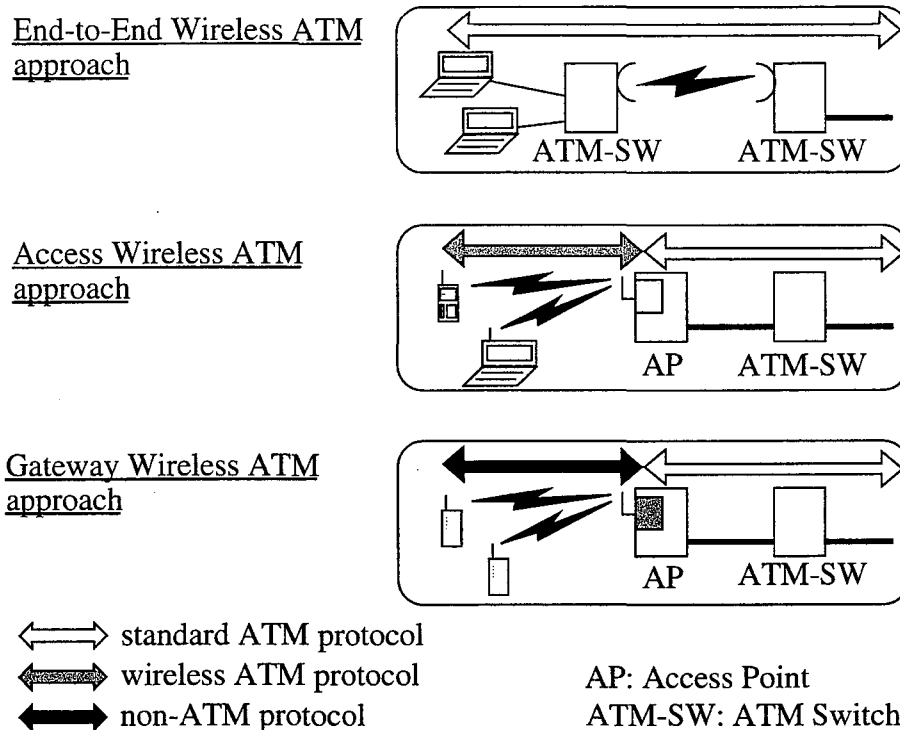 End-to-End Wireless ATM
approach
ATM-SW ATM-SW
Access Wireless ATM
approach
AP ATM-SW
Gateway Wireless ATM
approach
AP ATM-SW
standard ATM protocol
wireless ATM protocol
non-ATM protocol
AP: Access Point
ATM-SW: ATM Switch